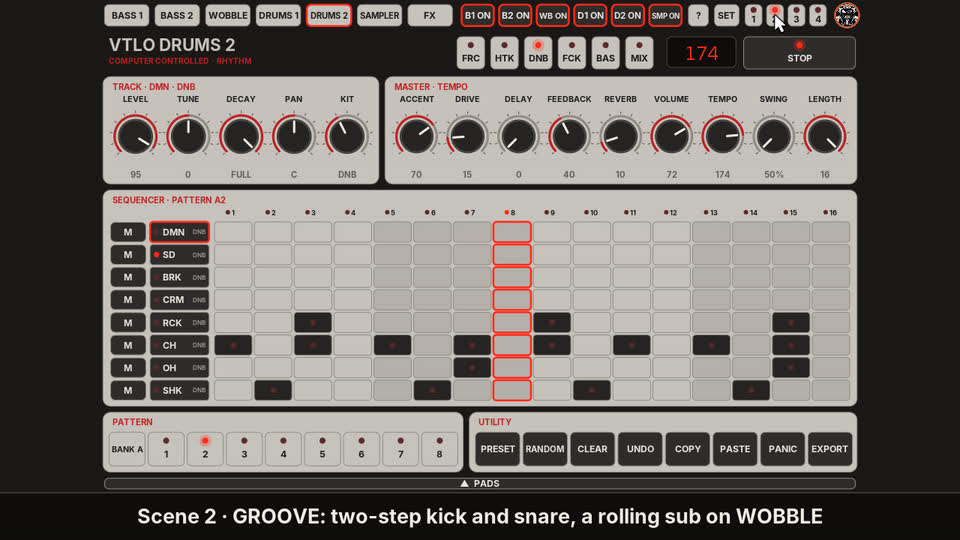 BASS 1 BASS 2 WOBBLE DRUMS 1 DRUMS 2 SAMPLER FX B1 ON B2 ON WB ON D1 ON D2 ON SMP ON ? SET 1 2 3 4
VTLO DRUMS 2
COMPUTER CONTROLLED · RHYTHM
FRC HTK DNB FCK BAS MIX 174 STOP
TRACK · DMN · DNB
LEVEL TUNE DECAY PAN KIT
95 0 FULL C DNB
MASTER · TEMPO
ACCENT DRIVE DELAY FEEDBACK REVERB VOLUME TEMPO SWING LENGTH
70 15 0 40 10 72 174 50% 16
SEQUENCER · PATTERN A2
1 2 3 4 5 6 7 8 9 10 11 12 13 14 15 16
M DMN DNB
M SD DNB
M BRK DNB
M CRM DNB
M RCK DNB
M CH DNB
M OH DNB
M SHK DNB
PATTERN
BANK A 1 2 3 4 5 6 7 8
UTILITY
PRESET RANDOM CLEAR UNDO COPY PASTE PANIC EXPORT
▲ PADS
Scene 2 · GROOVE: two-step kick and snare, a rolling sub on WOBBLE